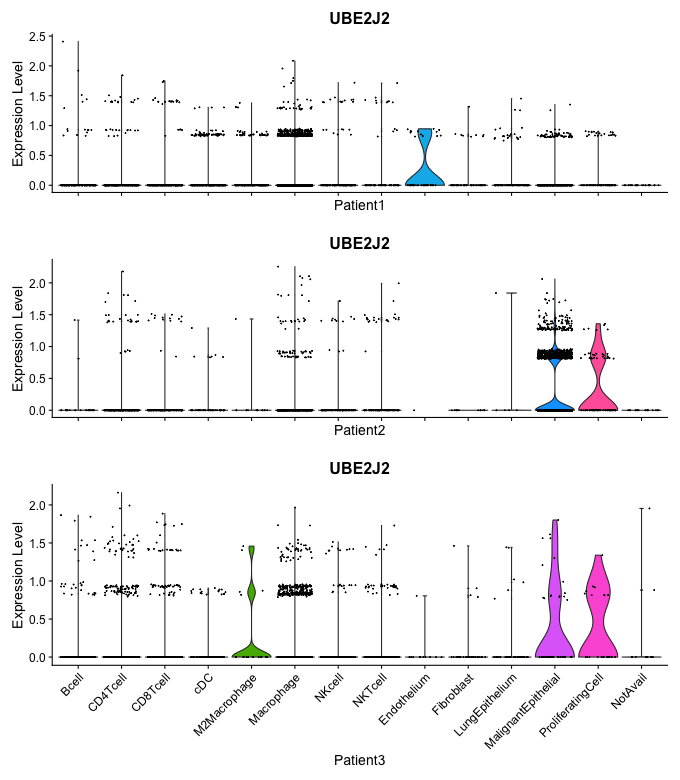 UBE2J2
Expression Level
2.5
2.0
1.5
1.0
0.5
0.0
Patient1
UBE2J2
Expression Level
2.0
1.5
1.0
0.5
0.0
Patient2
UBE2J2
Expression Level
2.0
1.5
1.0
0.5
0.0
Bcell
CD4Tcell
CD8Tcell
cDC
M2Macrophage
Macrophage
NKcell
NKTcell
Endothelium
Fibroblast
LungEpithelium
MalignantEpithelial
ProliferatingCell
NotAvail
Patient3